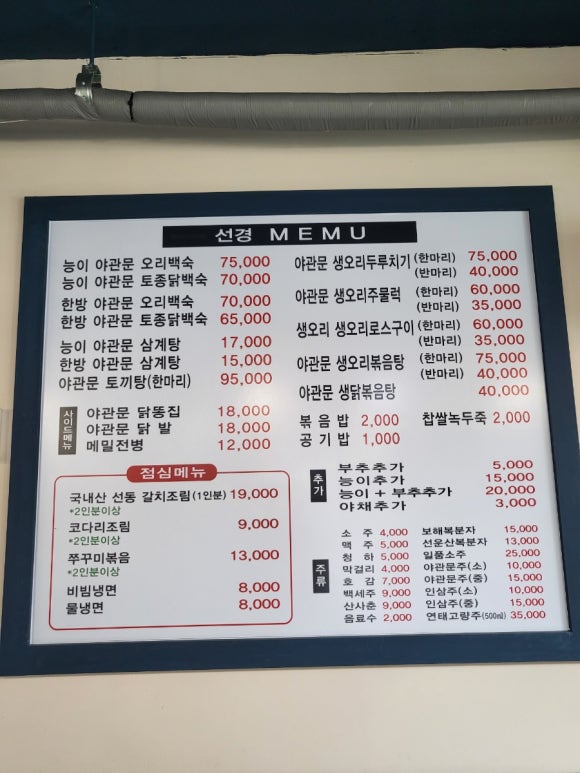 선경 MEMU
능이 야관문 오리백숙 75,000
능이 야관문 토종닭백숙 70,000
한방 야관문 오리백숙 70,000
한방 야관문 토종닭백숙 65,000
능이 야관문 삼계탕 17,000
한방 야관문 삼계탕 15,000
야관문 토끼탕(한마리) 95,000
사이드메뉴
야관문 닭똥집 18,000
야관문 닭 발 18,000
메밀전병 12,000
점심메뉴
국내산 선동 갈치조림(1인분) 19,000
*2인분이상
코다리조림 9,000
*2인분이상
쭈꾸미볶음 13,000
*2인분이상
비빔냉면 8,000
물냉면 8,000
야관문 생오리두루치기 (한마리) 75,000
(반마리) 40,000
야관문 생오리주물럭 (한마리) 60,000
(반마리) 35,000
생오리 생오리로스구이 (한마리) 60,000
(반마리) 35,000
야관문 생오리볶음탕 (한마리) 75,000
(반마리) 40,000
야관문 생닭볶음탕 40,000
볶음밥 2,000 찹쌀녹두죽 2,000
공기밥 1,000
추가
부추추가 5,000
능이추가 15,000
능이+부추추가 20,000
야채추가 3,000
주류
소 주 4,000 보해복분자 15,000
맥 주 5,000 선운산복분자 13,000
청 하 5,000 일품소주 25,000
막걸리 4,000 야관문주(소) 10,000
호 감 7,000 야관문주(중) 15,000
백세주 9,000 인삼주(소) 10,000
산사춘 9,000 인삼주(중) 15,000
음료수 2,000 연태고량주(500㎖) 35,000